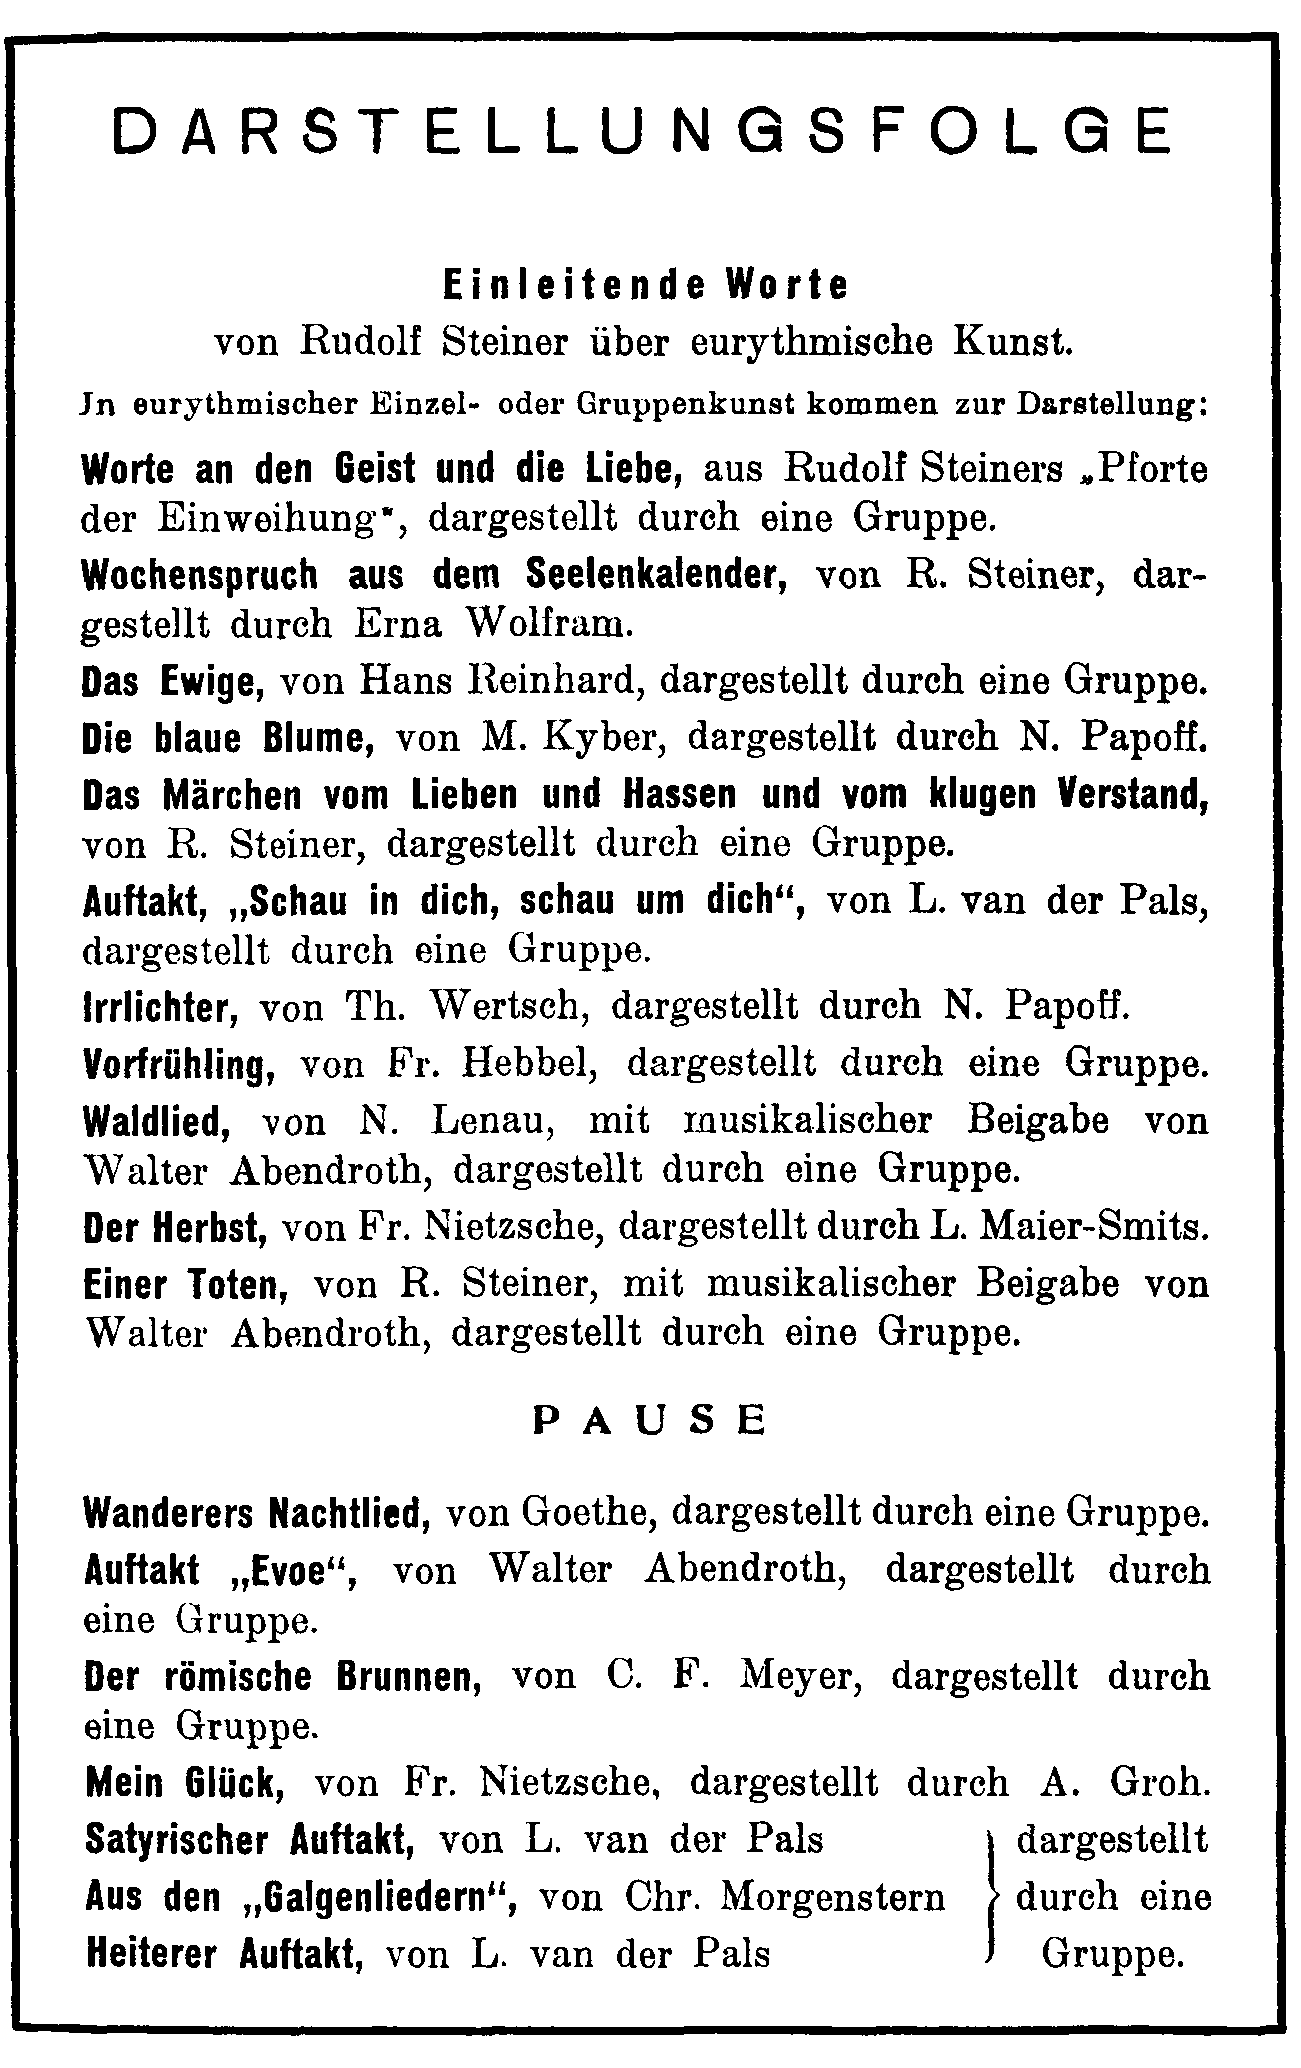 DARSTELLUNGSFOLGE
Einleitende Worte
von Rudolf Steiner über eurythmische Kunst.
Jn eurythmischer Einzel- oder Gruppenkunst kommen zur Darstellung:
Worte an den Geist und die Liebe, aus Rudolf Steiners „Pforte
der Einweihung“, dargestellt durch eine Gruppe.
Wochenspruch aus dem Seelenkalender, von R. Steiner, dar-
gestellt durch Erna Wolfram.
Das Ewige, von Hans Reinhard, dargestellt durch eine Gruppe.
Die blaue Blume, von M. Kyber, dargestellt durch N. Papoff.
Das Märchen vom Lieben und Hassen und vom klugen Verstand,
von R. Steiner, dargestellt durch eine Gruppe.
Auftakt, „Schau in dich, schau um dich“, von L. van der Pals,
dargestellt durch eine Gruppe.
Irrlichter, von Th. Wertsch, dargestellt durch N. Papoff.
Vorfrühling, von Fr. Hebbel, dargestellt durch eine Gruppe.
Waldlied, von N. Lenau, mit musikalischer Beigabe von
Walter Abendroth, dargestellt durch eine Gruppe.
Der Herbst, von Fr. Nietzsche, dargestellt durch L. Maier-Smits.
Einer Toten, von R. Steiner, mit musikalischer Beigabe von
Walter Abendroth, dargestellt durch eine Gruppe.
PAUSE
Wanderers Nachtlied, von Goethe, dargestellt durch eine Gruppe.
Auftakt „Evoe“, von Walter Abendroth, dargestellt durch
eine Gruppe.
Der römische Brunnen, von C. F. Meyer, dargestellt durch
eine Gruppe.
Mein Glück, von Fr. Nietzsche, dargestellt durch A. Groh.
Satyrischer Auftakt, von L. van der Pals dargestellt
Aus den „Galgenliedern“, von Chr. Morgenstern durch eine
Heiterer Auftakt, von L. van der Pals Gruppe.